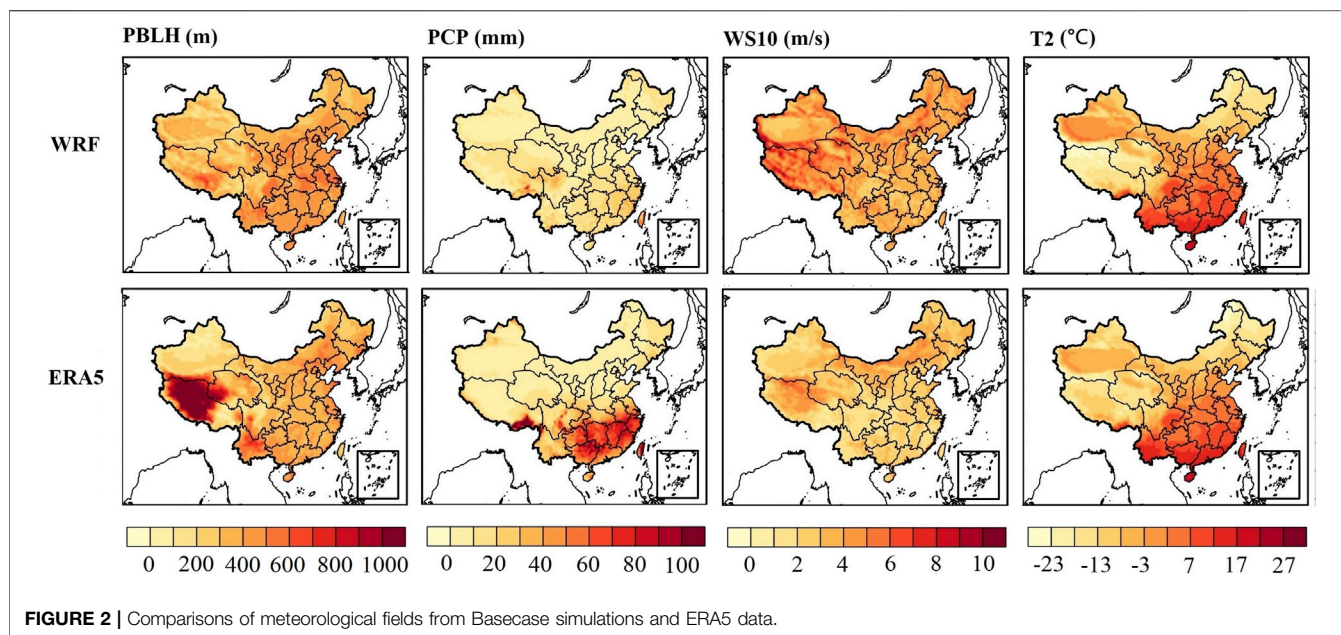 PBLH (m) PCP (mm) WS10 (m/s) T2 (℃)
WRF
ERA5
0 200 400 600 800 1000 0 20 40 60 80 100 0 2 4 6 8 10 -23 -13 -3 7 17 27
FIGURE 2 | Comparisons of meteorological fields from Basecase simulations and ERA5 data.